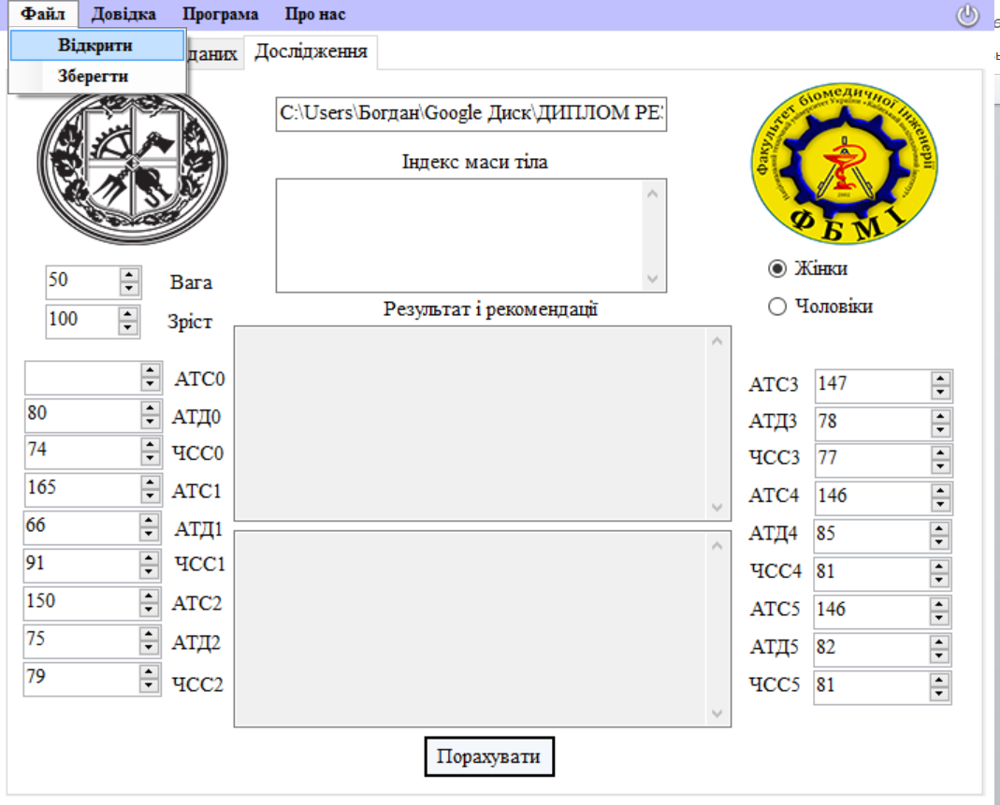 Файл Довідка Програма Про нас
Відкрити
Зберегти
даних Дослідження
C:\Users\Богдан\Google Диск\ДИПЛОМ РЕ
Індекс маси тіла
Факультет біомедичної інженерії
ФБМІ
50 Вага
100 Зріст
Жінки
Чоловіки
Результат і рекомендації
АТС0
80 АТД0
74 ЧСС0
165 АТС1
66 АТД1
91 ЧСС1
150 АТС2
75 АТД2
79 ЧСС2
АТС3 147
АТД3 78
ЧСС3 77
АТС4 146
АТД4 85
ЧСС4 81
АТС5 146
АТД5 82
ЧСС5 81
Порахувати